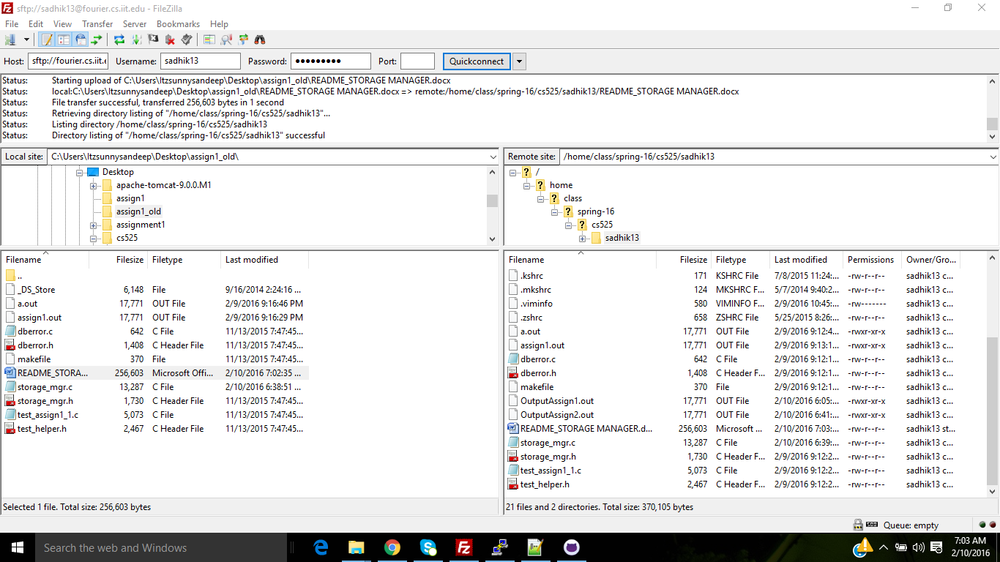 sftp://sadhik13@fourier.cs.iit.edu - FileZilla
File Edit View Transfer Server Bookmarks Help
Host: sftp://fourier.cs.iit.e Username: sadhik13 Password: ●●●●●●●●● Port: Quickconnect
Status: Starting upload of C:\Users\Itzsunnysandeep\Desktop\assign1_old\README_STORAGE MANAGER.docx
Status: local:C:\Users\Itzsunnysandeep\Desktop\assign1_old\README_STORAGE MANAGER.docx => remote:/home/class/spring-16/cs525/sadhik13/README_STORAGE MANAGER.docx
Status: File transfer successful, transferred 256,603 bytes in 1 second
Status: Retrieving directory listing of "/home/class/spring-16/cs525/sadhik13"...
Status: Listing directory /home/class/spring-16/cs525/sadhik13
Status: Directory listing of "/home/class/spring-16/cs525/sadhik13" successful
Local site: C:\Users\Itzsunnysandeep\Desktop\assign1_old\
Desktop
apache-tomcat-9.0.0.M1
assign1
assign1_old
assignment1
cs525
Filename Filesize Filetype Last modified
..
_DS_Store 6,148 File 9/16/2014 2:24:16 ...
a.out 17,771 OUT File 2/9/2016 9:16:46 PM
assign1.out 17,771 OUT File 2/9/2016 9:16:29 PM
dberror.c 642 C File 11/13/2015 7:47:45...
dberror.h 1,408 C Header File 11/13/2015 7:47:45...
makefile 370 File 11/13/2015 7:47:45...
README_STORA... 256,603 Microsoft Offi... 2/10/2016 7:02:35 ...
storage_mgr.c 13,287 C File 2/10/2016 6:38:51 ...
storage_mgr.h 1,730 C Header File 11/13/2015 7:47:45...
test_assign1_1.c 5,073 C File 11/13/2015 7:47:45...
test_helper.h 2,467 C Header File 11/13/2015 7:47:45...
Selected 1 file. Total size: 256,603 bytes
Remote site: /home/class/spring-16/cs525/sadhik13
/
home
class
spring-16
cs525
sadhik13
Filename Filesize Filetype Last modified Permissions Owner/Gro...
.kshrc 171 KSHRC File 7/8/2015 11:24:... -rw-r--r-- sadhik13 c...
.mkshrc 124 MKSHRC F... 5/7/2014 9:40:2... -rw-r--r-- sadhik13 c...
.viminfo 580 VIMINFO F... 2/9/2016 10:45:... -rw------- sadhik13 c...
.zshrc 658 ZSHRC File 5/25/2015 8:26:... -rw-r--r-- sadhik13 c...
a.out 17,771 OUT File 2/9/2016 9:12:4... -rwxr-xr-x sadhik13 c...
assign1.out 17,771 OUT File 2/9/2016 9:13:1... -rwxr-xr-x sadhik13 c...
dberror.c 642 C File 2/9/2016 9:12:1... -rw-r--r-- sadhik13 c...
dberror.h 1,408 C Header F... 2/9/2016 9:12:1... -rw-r--r-- sadhik13 c...
makefile 370 File 2/9/2016 9:12:1... -rw-r--r-- sadhik13 c...
OutputAssign1.out 17,771 OUT File 2/10/2016 6:05:... -rwxr-xr-x sadhik13 c...
OutputAssign2.out 17,771 OUT File 2/10/2016 6:41:... -rwxr-xr-x sadhik13 c...
README_STORAGE MANAGER.d... 256,603 Microsoft ... 2/10/2016 7:03:... -rw-r--r-- sadhik13 st...
storage_mgr.c 13,287 C File 2/10/2016 6:39:... -rw-r--r-- sadhik13 c...
storage_mgr.h 1,730 C Header F... 2/9/2016 9:12:2... -rw-r--r-- sadhik13 c...
test_assign1_1.c 5,073 C File 2/9/2016 9:12:2... -rw-r--r-- sadhik13 c...
test_helper.h 2,467 C Header F... 2/9/2016 9:12:2... -rw-r--r-- sadhik13 c...
21 files and 2 directories. Total size: 370,105 bytes
Queue: empty
Search the web and Windows
7:03 AM
2/10/2016